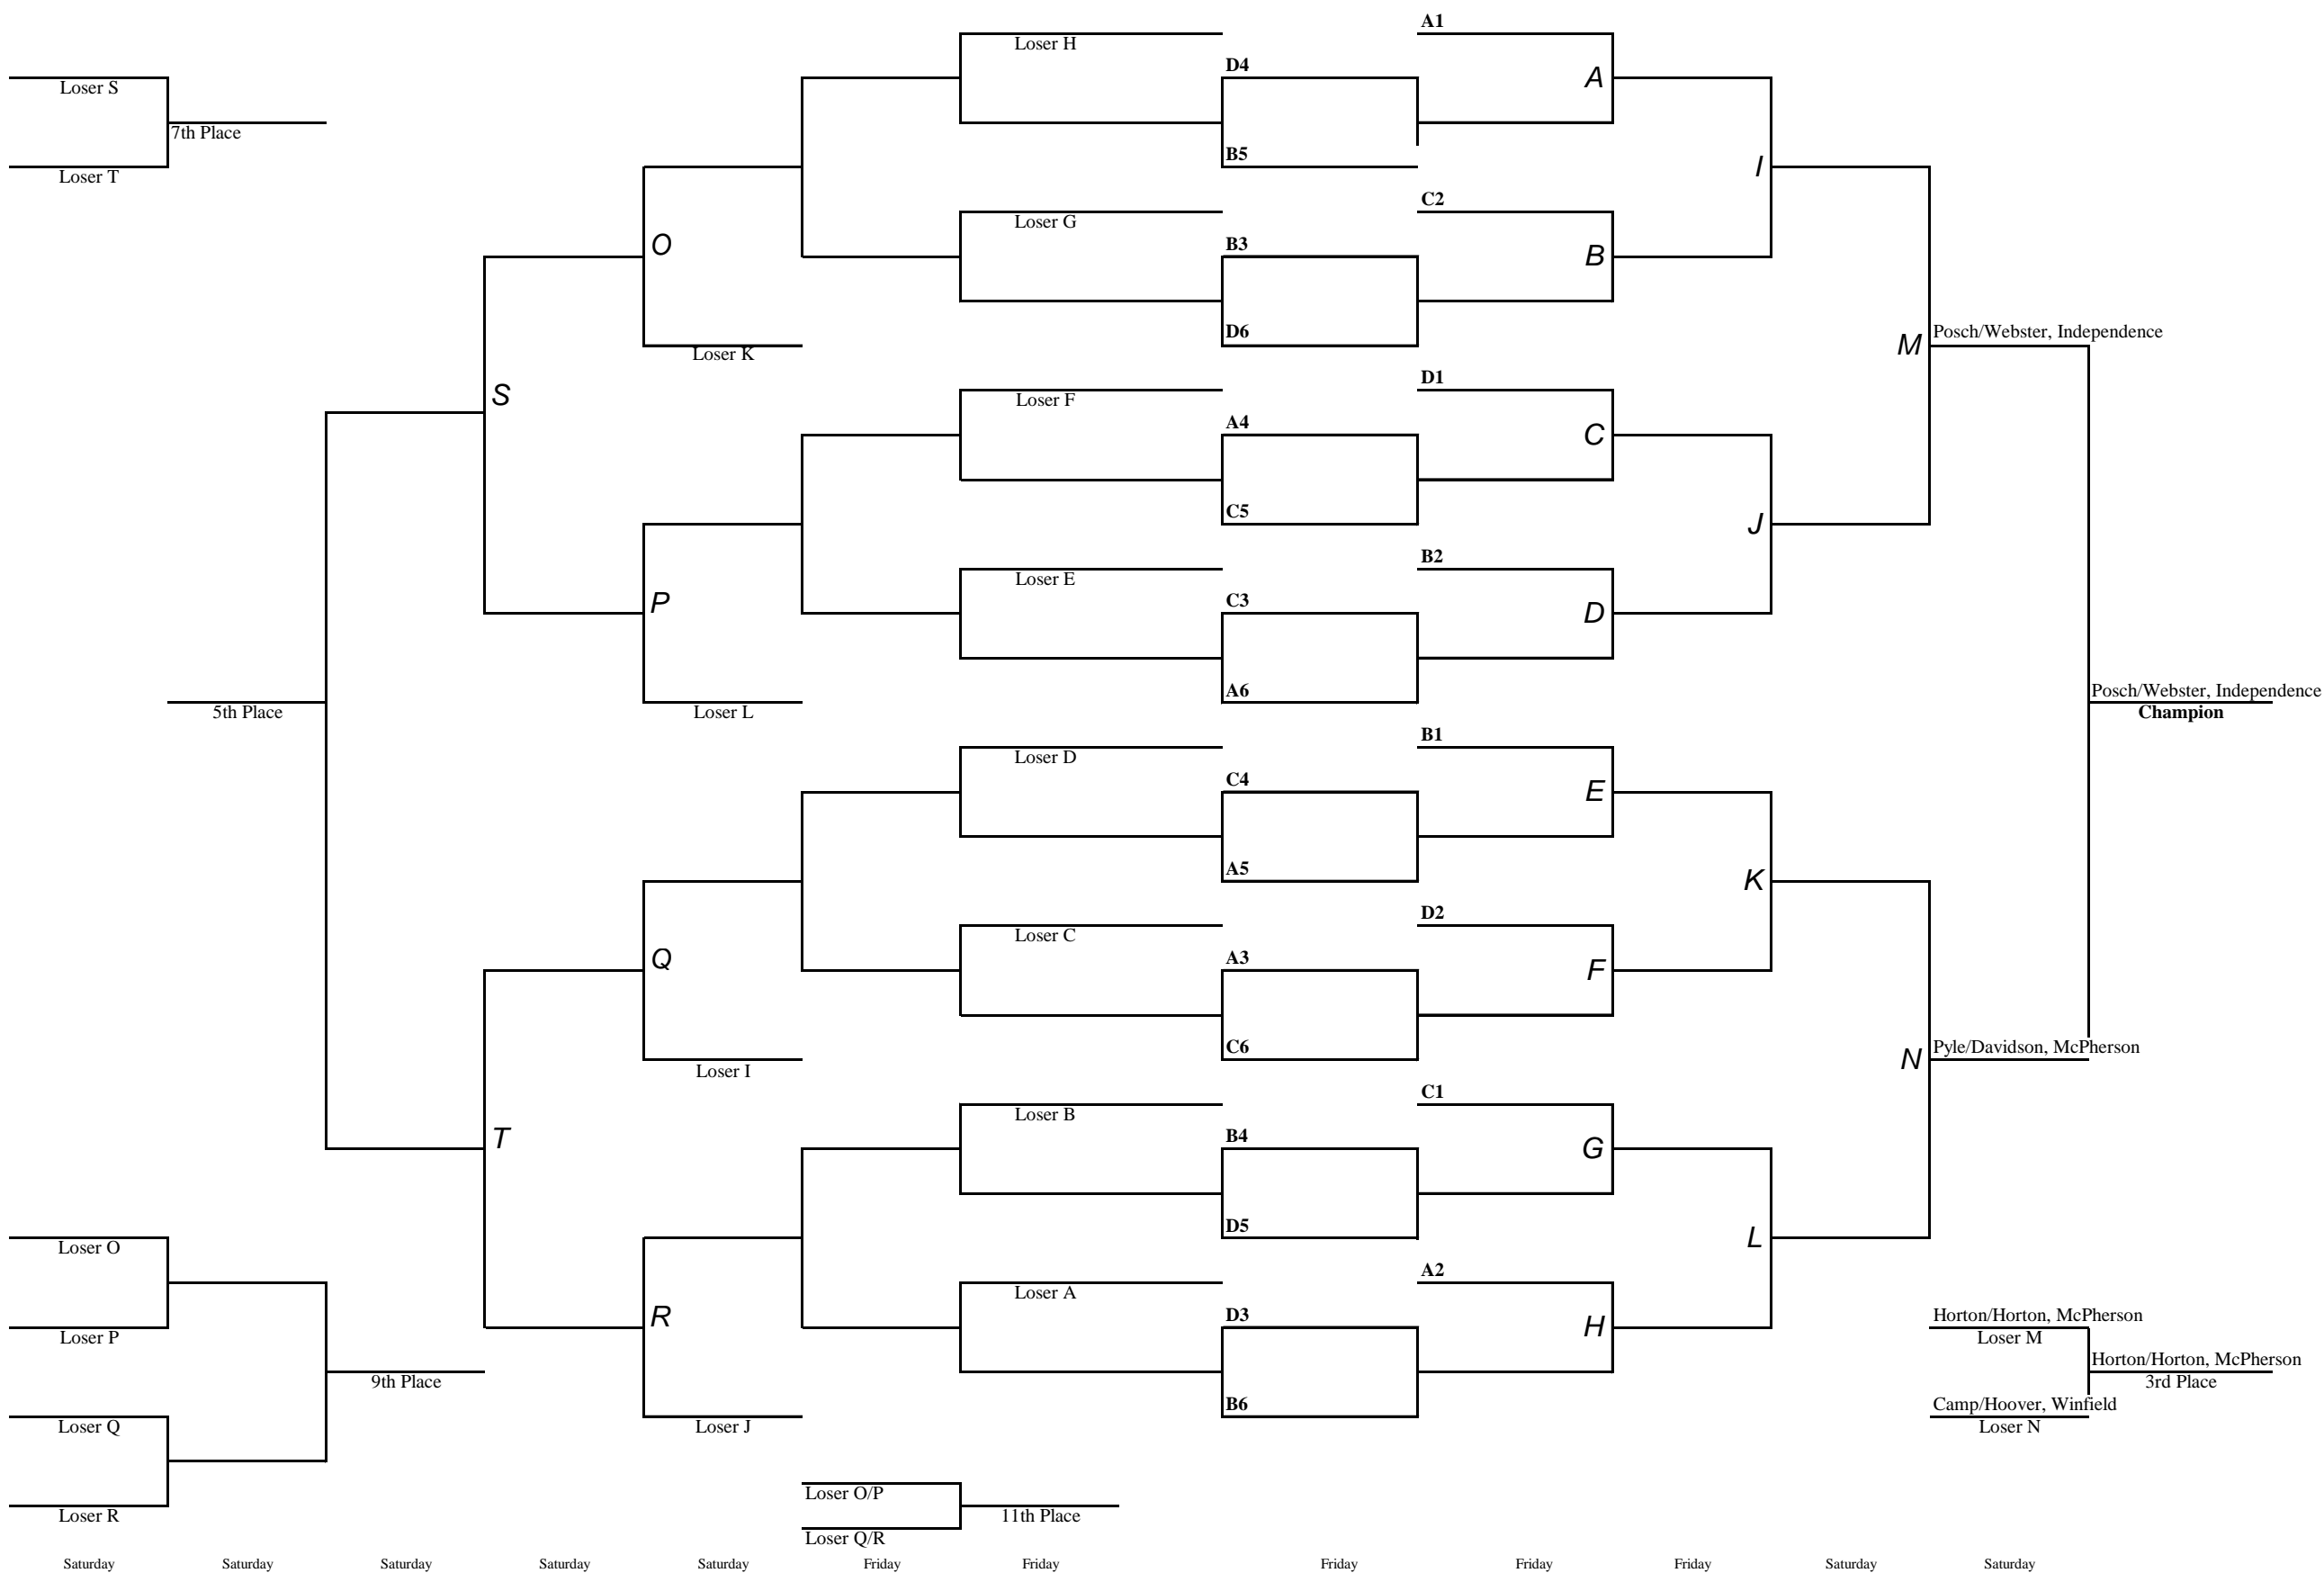 A1
Loser H
D4
A
Loser S
7th Place
B5
I
Loser T
C2
Loser G
O
B3
B
D6
Posch/Webster, Independence
M
Loser K
D1
S
Loser F
A4
C
C5
J
B2
Loser E
P
C3
D
A6
Posch/Webster, Independence
5th Place
Loser L
Champion
B1
Loser D
C4
E
A5
K
D2
Loser C
Q
A3
F
C6
Pyle/Davidson, McPherson
N
Loser I
C1
Loser B
T
B4
G
D5
L
Loser O
A2
Loser A
R
D3
H
Horton/Horton, McPherson
Loser P
Loser M
Horton/Horton, McPherson
9th Place
3rd Place
B6
Camp/Hoover, Winfield
Loser Q
Loser J
Loser N
Loser O/P
Loser R
11th Place
Loser Q/R
Saturday Saturday Saturday Saturday Saturday Friday Friday Friday Friday Friday Saturday Saturday